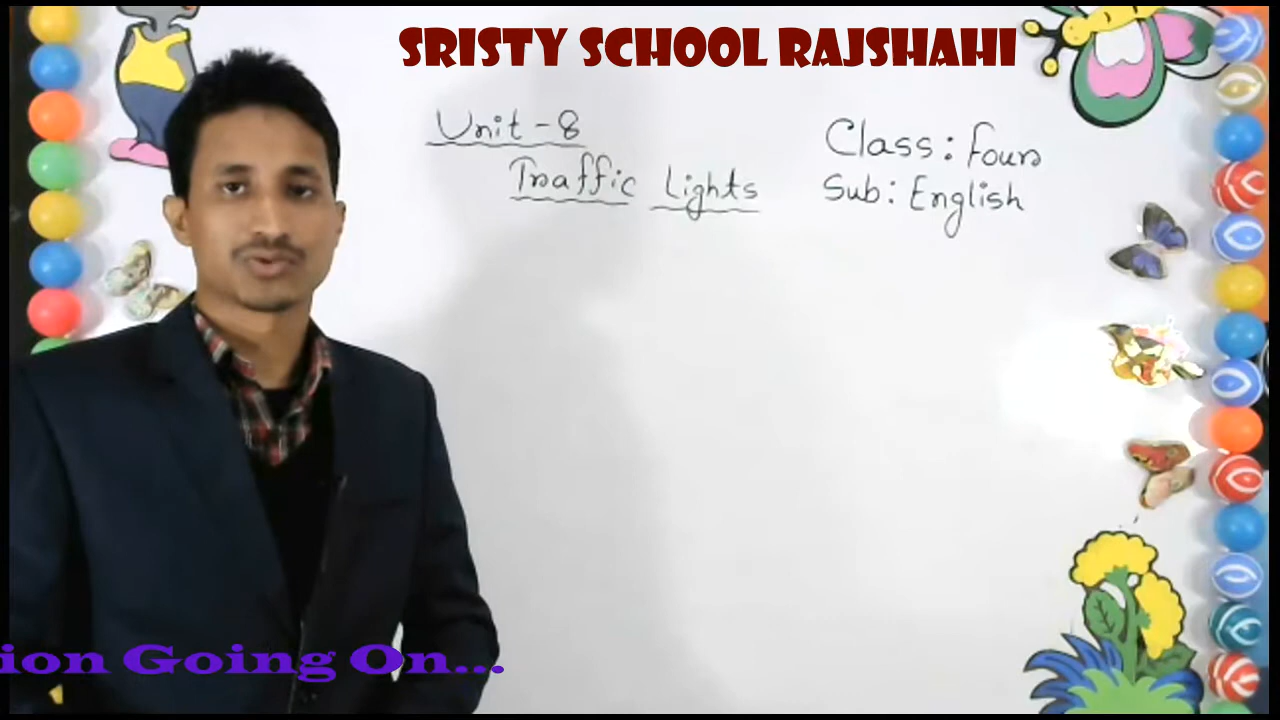 SRISTY SCHOOL RAJSHAHI
Unit - 8
Traffic Lights
Class : Four
Sub : English
ion Going On...